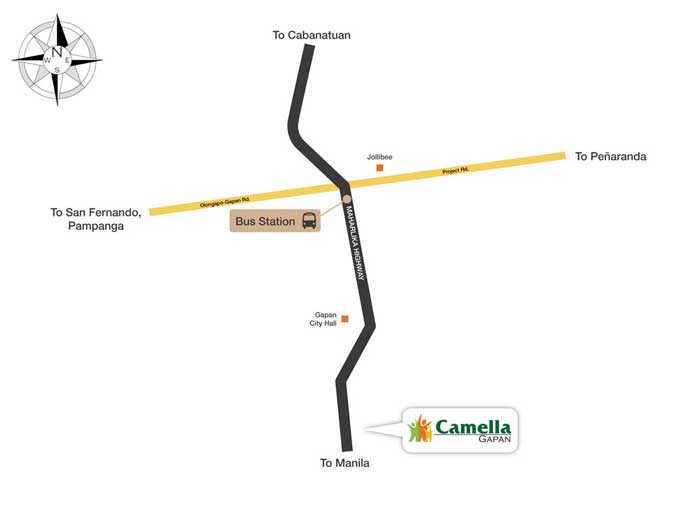 To Cabanatuan
N
W
E
S
Jollibee
To Peñaranda
Project Rd.
Olongapo-Gapan Rd.
To San Fernando,
Pampanga
Bus Station
MAHARLIKA HIGHWAY
Gapan
City Hall
Camella
GAPAN
To Manila